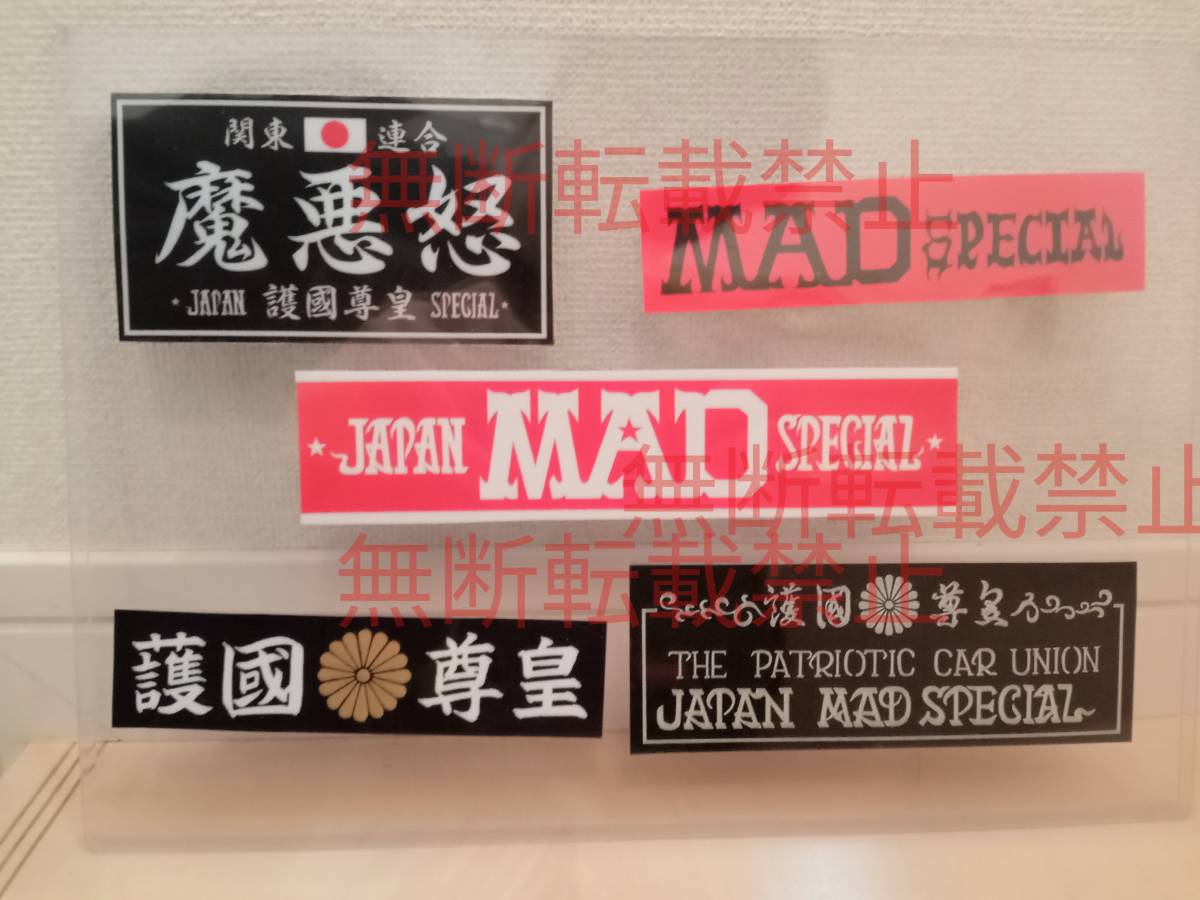 関東 連合
魔悪怒
JAPAN 護國尊皇 SPECIAL
無断転載禁止
MAD SPECIAL
JAPAN MAD SPECIAL
無断転載禁止
無断転載禁止
護國 尊皇
護國 尊皇
THE PATRIOTIC CAR UNION
JAPAN MAD SPECIAL